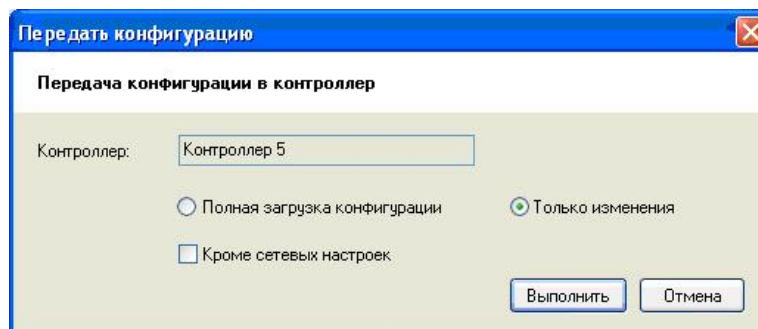 Передать конфигурацию
Передача конфигурации в контроллер
Контроллер: Контроллер 5
Полная загрузка конфигурации Только изменения
Кроме сетевых настроек
Выполнить Отмена